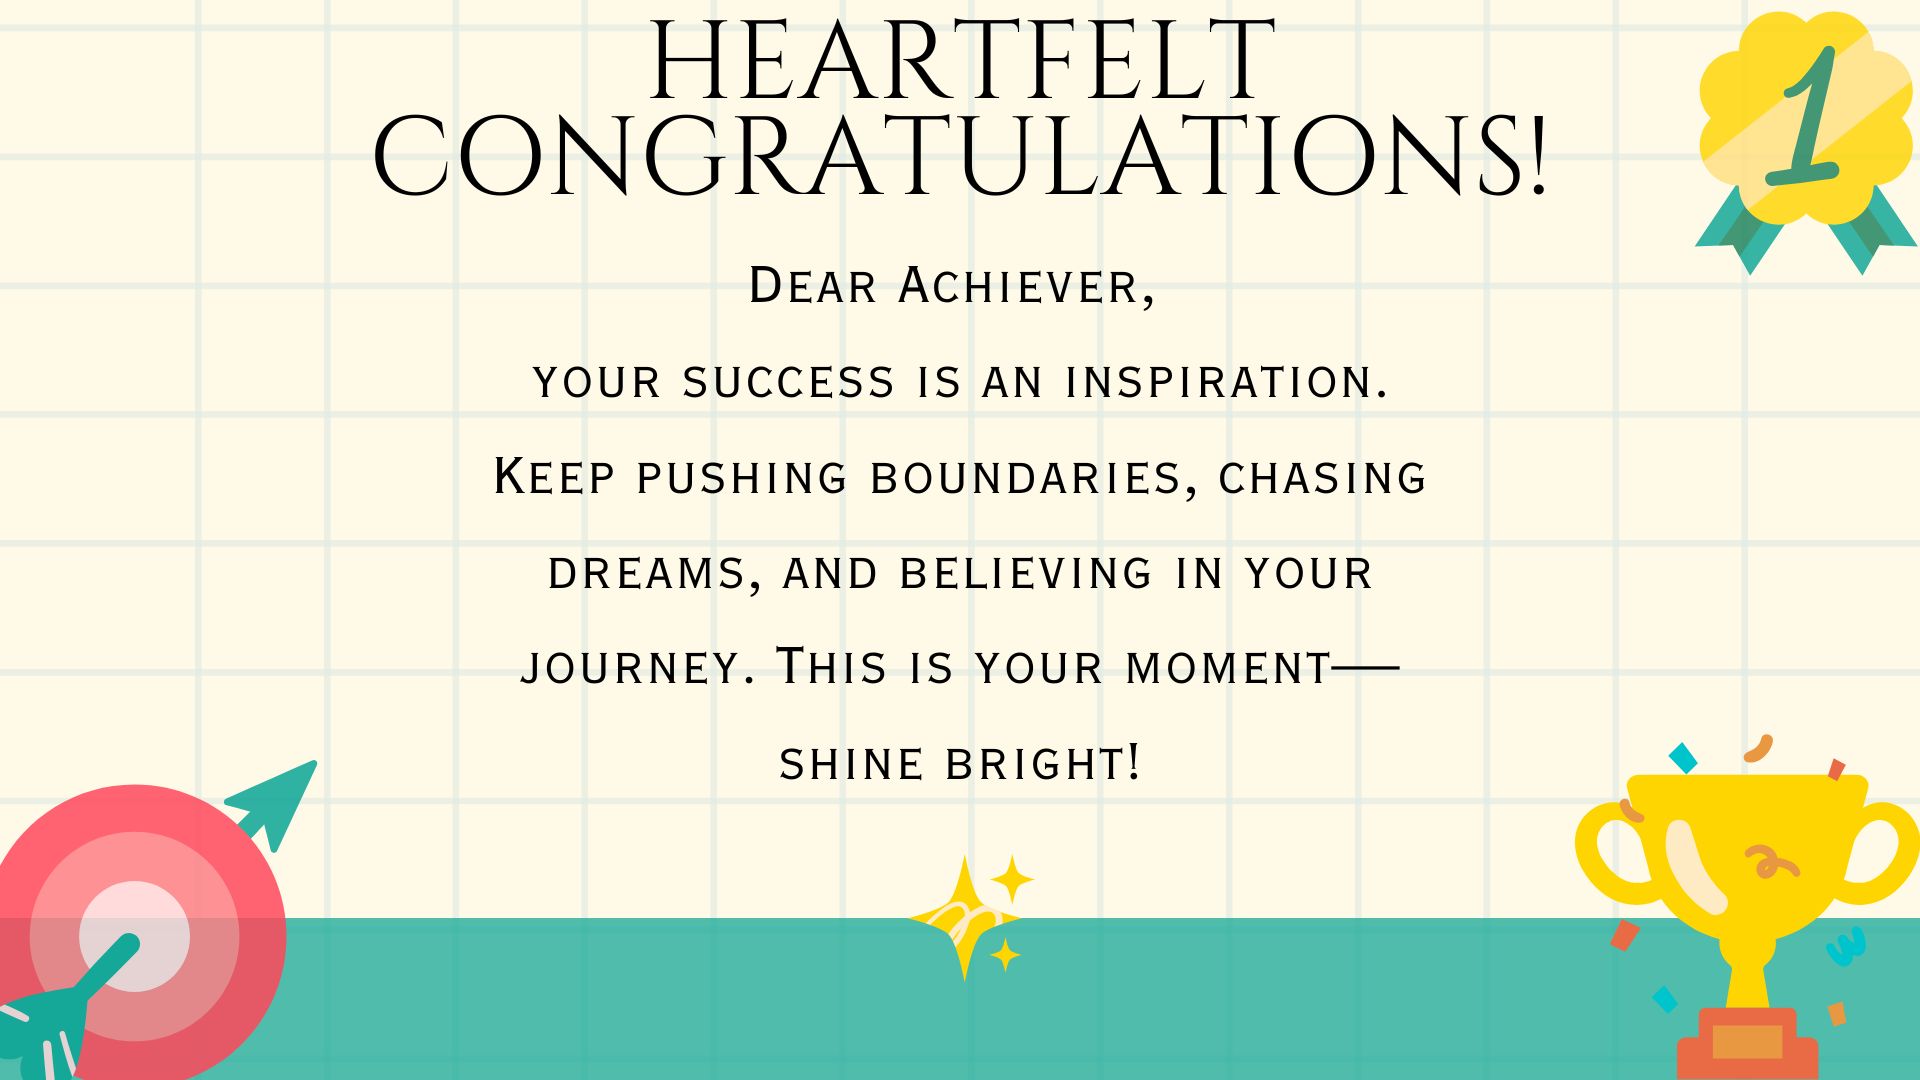 HEARTFELT
CONGRATULATIONS!
1
Dear Achiever,
your success is an inspiration.
Keep pushing boundaries, chasing
dreams, and believing in your
journey. This is your moment—
shine bright!